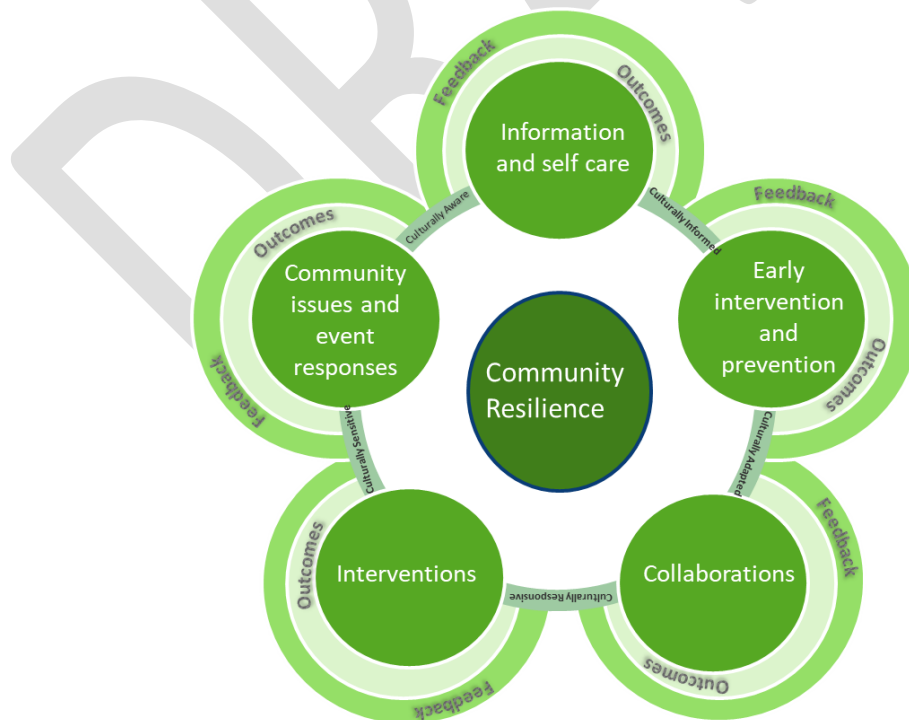 Feedback
Outcomes
Information
and self care
Culturally Aware
Culturally Informed
Feedback
Outcomes
Early
intervention
and
prevention
Outcomes
Community
issues and
event
responses
Feedback
Community
Resilience
Culturally Sensitive
Culturally Adapted
Outcomes
Interventions
Feedback
Culturally Responsive
Collaborations
Feedback
Outcomes